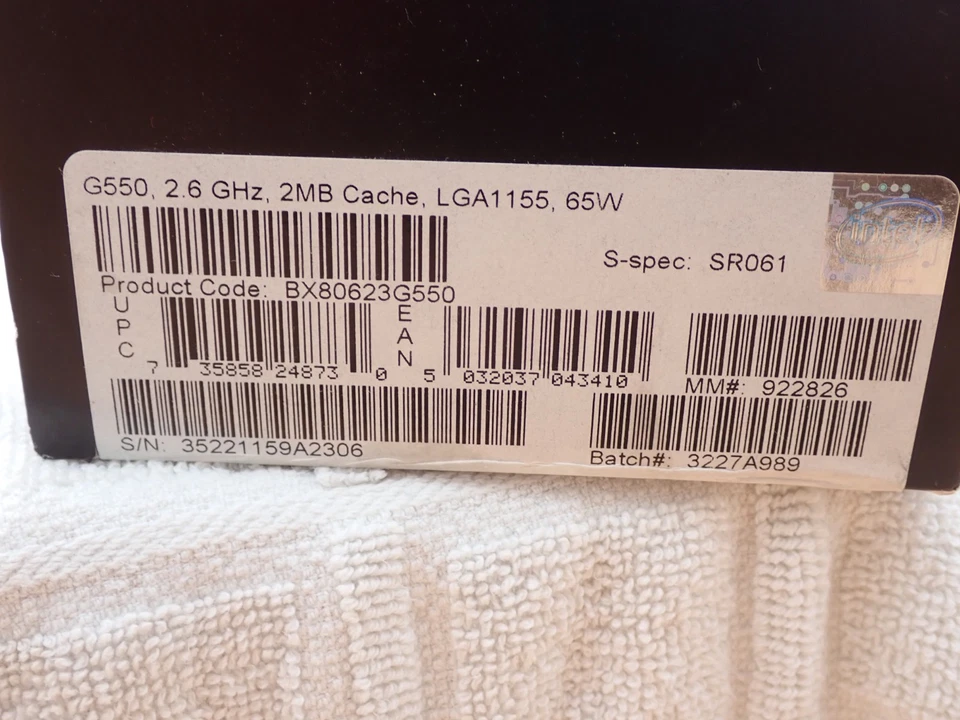 G550, 2.6 GHz, 2MB Cache, LGA1155, 65W
S-spec: SR061
Product Code: BX80623G550
UPC
7 35858 24873 0
EAN
5 032037 043410
MM#: 922826
S/N: 35221159A2306
Batch#: 3227A989
intel